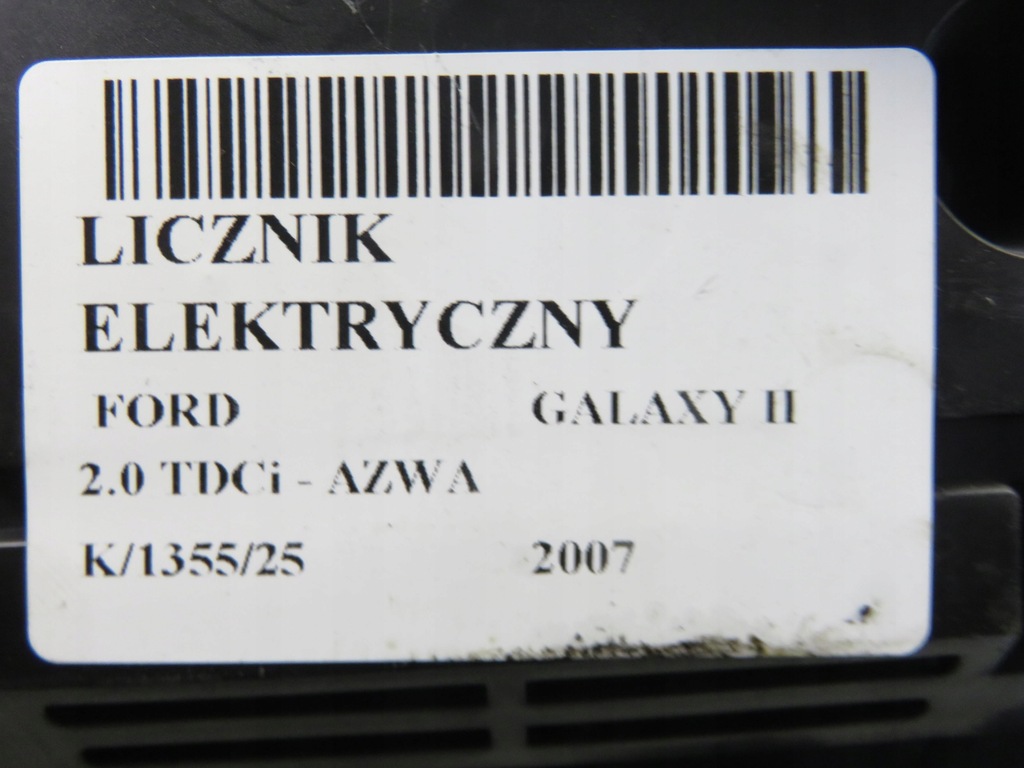 LICZNIK
ELEKTRYCZNY
FORD GALAXY II
2.0 TDCi - AZWA
K/1355/25 2007